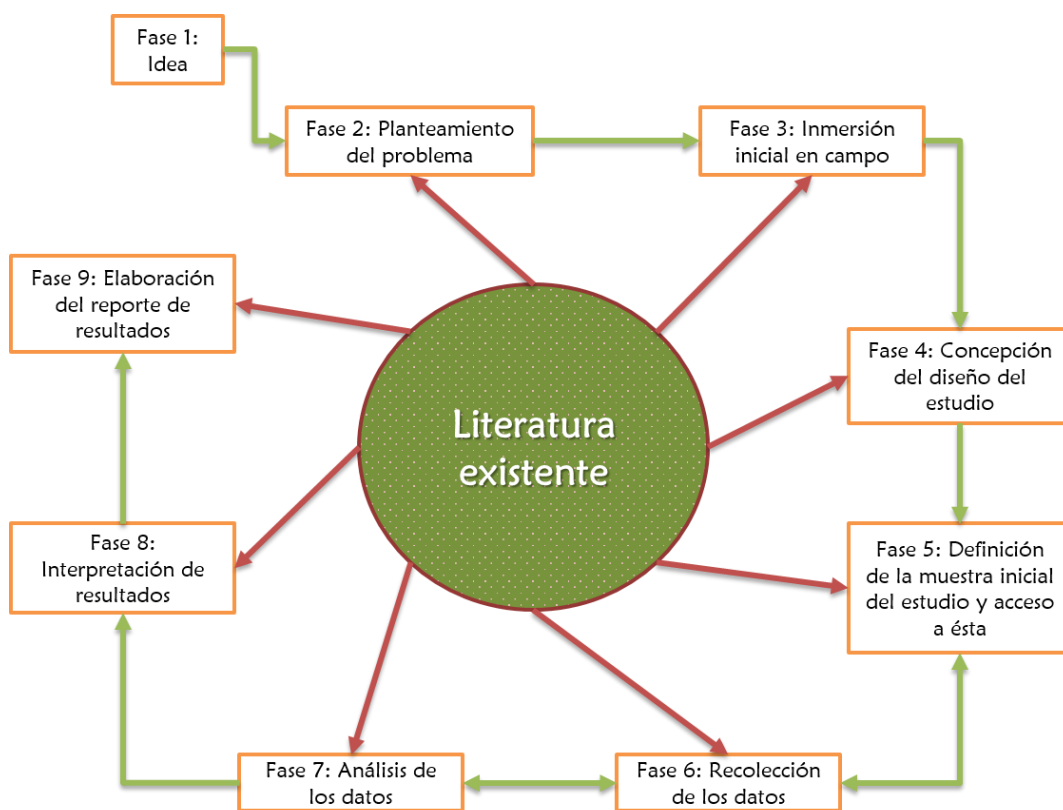 Fase 1:
Idea
Fase 2: Planteamiento
del problema
Fase 3: Inmersión
inicial en campo
Fase 4: Concepción
del diseño del
estudio
Fase 5: Definición
de la muestra inicial
del estudio y acceso
a ésta
Fase 6: Recolección
de los datos
Fase 7: Análisis de
los datos
Fase 8:
Interpretación de
resultados
Fase 9: Elaboración
del reporte de
resultados
Literatura
existente